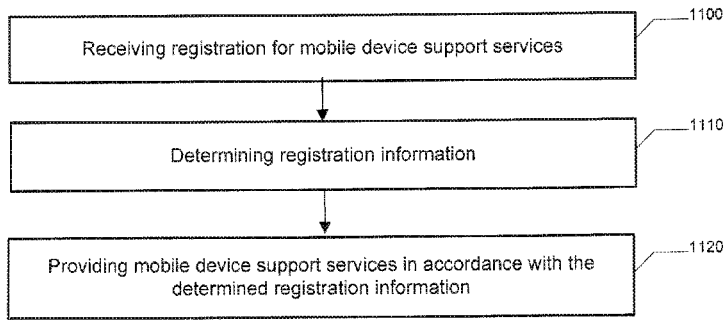 1100
Receiving registration for mobile device support services
1110
Determining registration information
1120
Providing mobile device support services in accordance with the
determined registration information